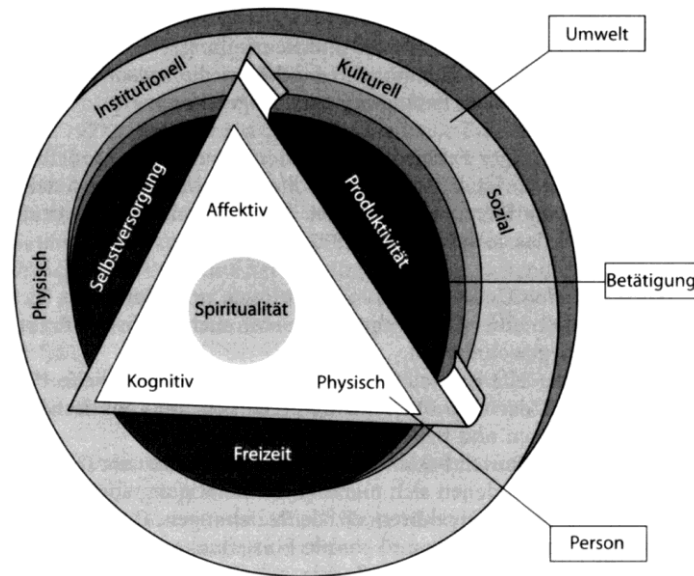 Umwelt
Institutionell
Kulturell
Selbstversorgung
Produktivität
Affektiv
Sozial
Physisch
Betätigung
Spiritualität
Kognitiv
Physisch
Freizeit
Person